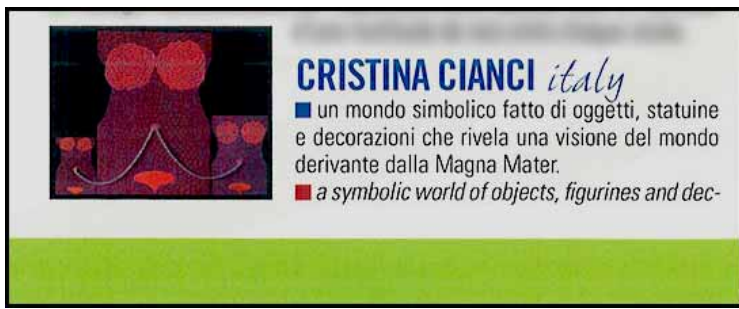 CRISTINA CIANCI italy
■ un mondo simbolico fatto di oggetti, statuine
e decorazioni che rivela una visione del mondo
derivante dalla Magna Mater.
■ a symbolic world of objects, figurines and dec-